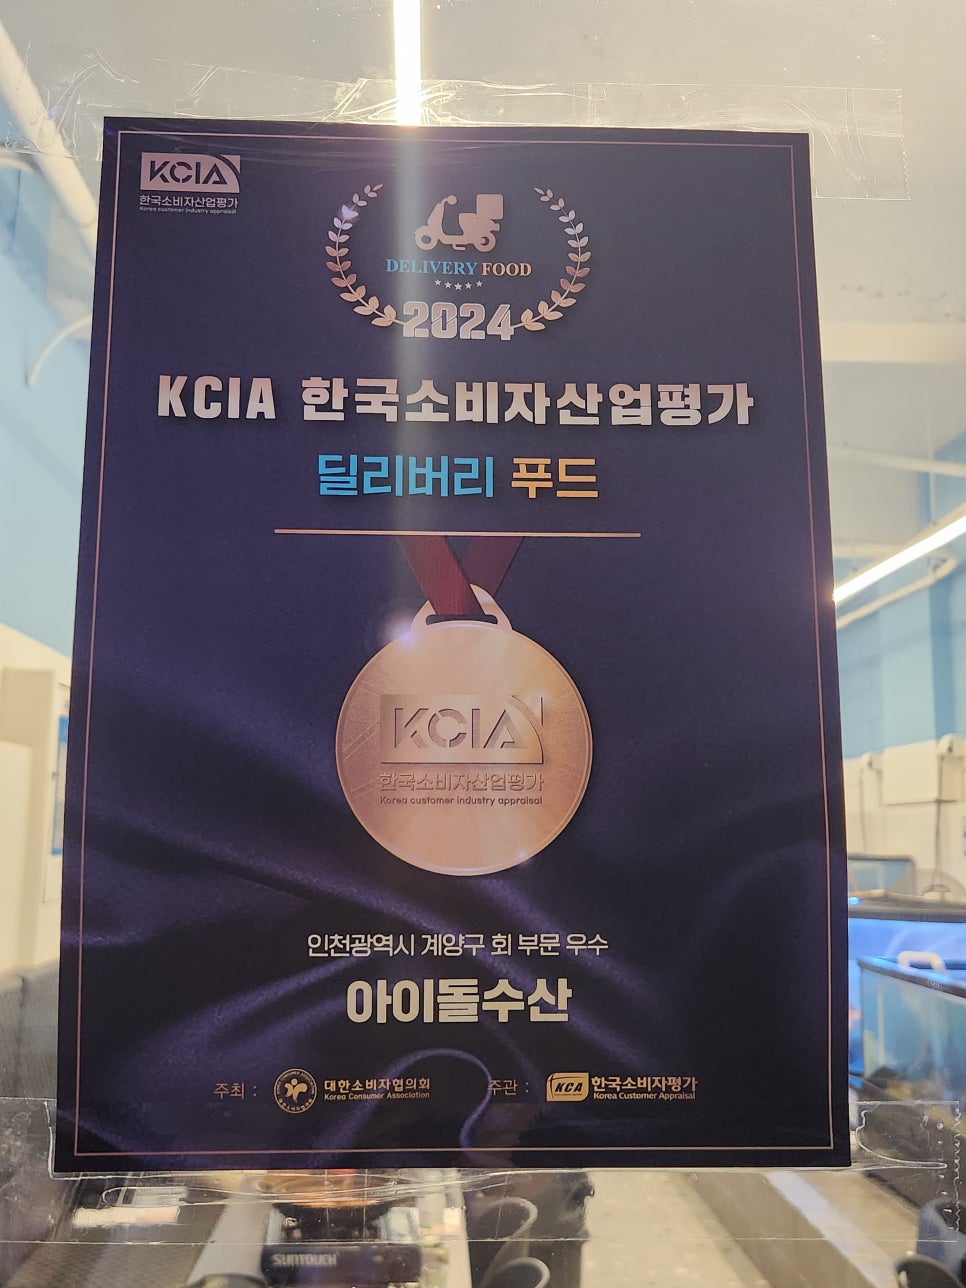 KCIA
한국소비자산업평가
Korea customer industry appraisal
DELIVERY FOOD
2024
KCIA 한국소비자산업평가
딜리버리 푸드
KCIA
한국소비자산업평가
Korea customer industry appraisal
인천광역시 계양구 회 부문 우수
아이돌수산
주최 : 대한소비자협의회
Korea Consumer Association
주관 : KCA 한국소비자평가
Korea Customer Appraisal
SUNTOUCH